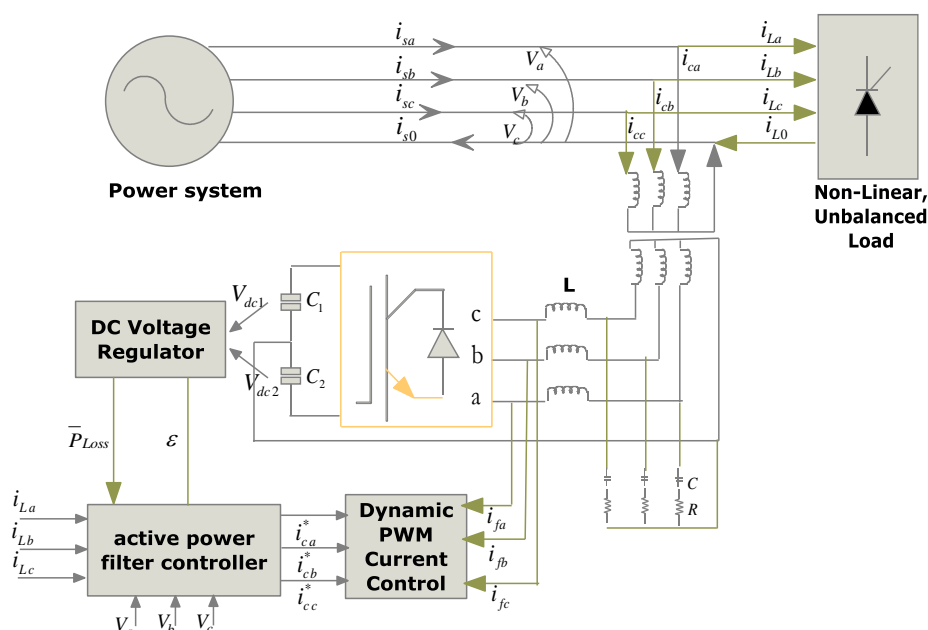 i_sa
i_La
i_sb
V_a
i_ca
i_Lb
i_sc
V_b
i_cb
i_Lc
i_s0
V_c
i_cc
i_L0
Power system
Non-Linear,
Unbalanced
Load
L
V_dc1
C_1
c
DC Voltage
Regulator
b
V_dc2
C_2
a
P̅_Loss
ε
C
R
i_La
i_Lb
i_Lc
active power
filter controller
i*_ca
i*_cb
i*_cc
Dynamic
PWM
Current
Control
i_fa
i_fb
i_fc
V
V_b
V_c